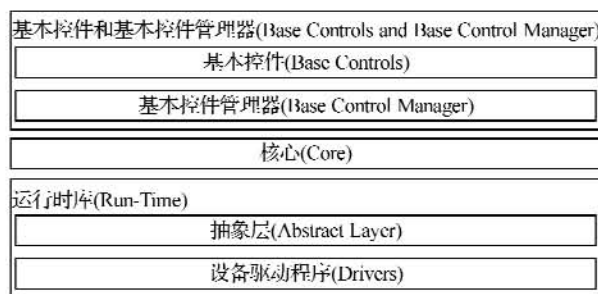 基本控件和基本控件管理器(Base Controls and Base Control Manager)
基本控件(Base Controls)
基本控件管理器(Base Control Manager)
核心(Core)
运行时库(Run-Time)
抽象层(Abstract Layer)
设备驱动程序(Drivers)